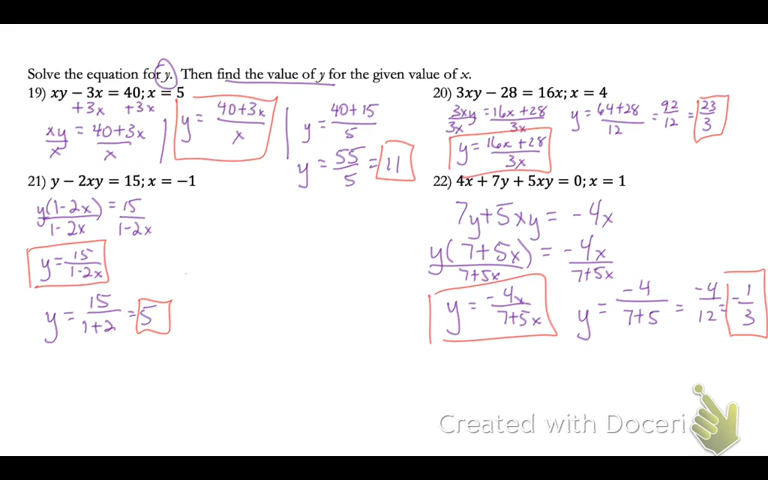 Solve the equation for y. Then find the value of y for the given value of x.
19) xy − 3x = 40; x = 5
+3x +3x
xy/x = 40+3x/x
y = 40+3x/x
y = 40+15/5
y = 55/5 = 11
20) 3xy − 28 = 16x; x = 4
3xy/3x = 16x+28/3x
y = 16x+28/3x
y = 64+28/12 = 92/12 = 23/3
21) y − 2xy = 15; x = −1
y(1-2x)/1-2x = 15/1-2x
y = 15/1-2x
y = 15/1+2 = 5
22) 4x + 7y + 5xy = 0; x = 1
7y+5xy = -4x
y(7+5x)/7+5x = -4x/7+5x
y = -4x/7+5x
y = -4/7+5 = -4/12 = -1/3
Created with Doceri